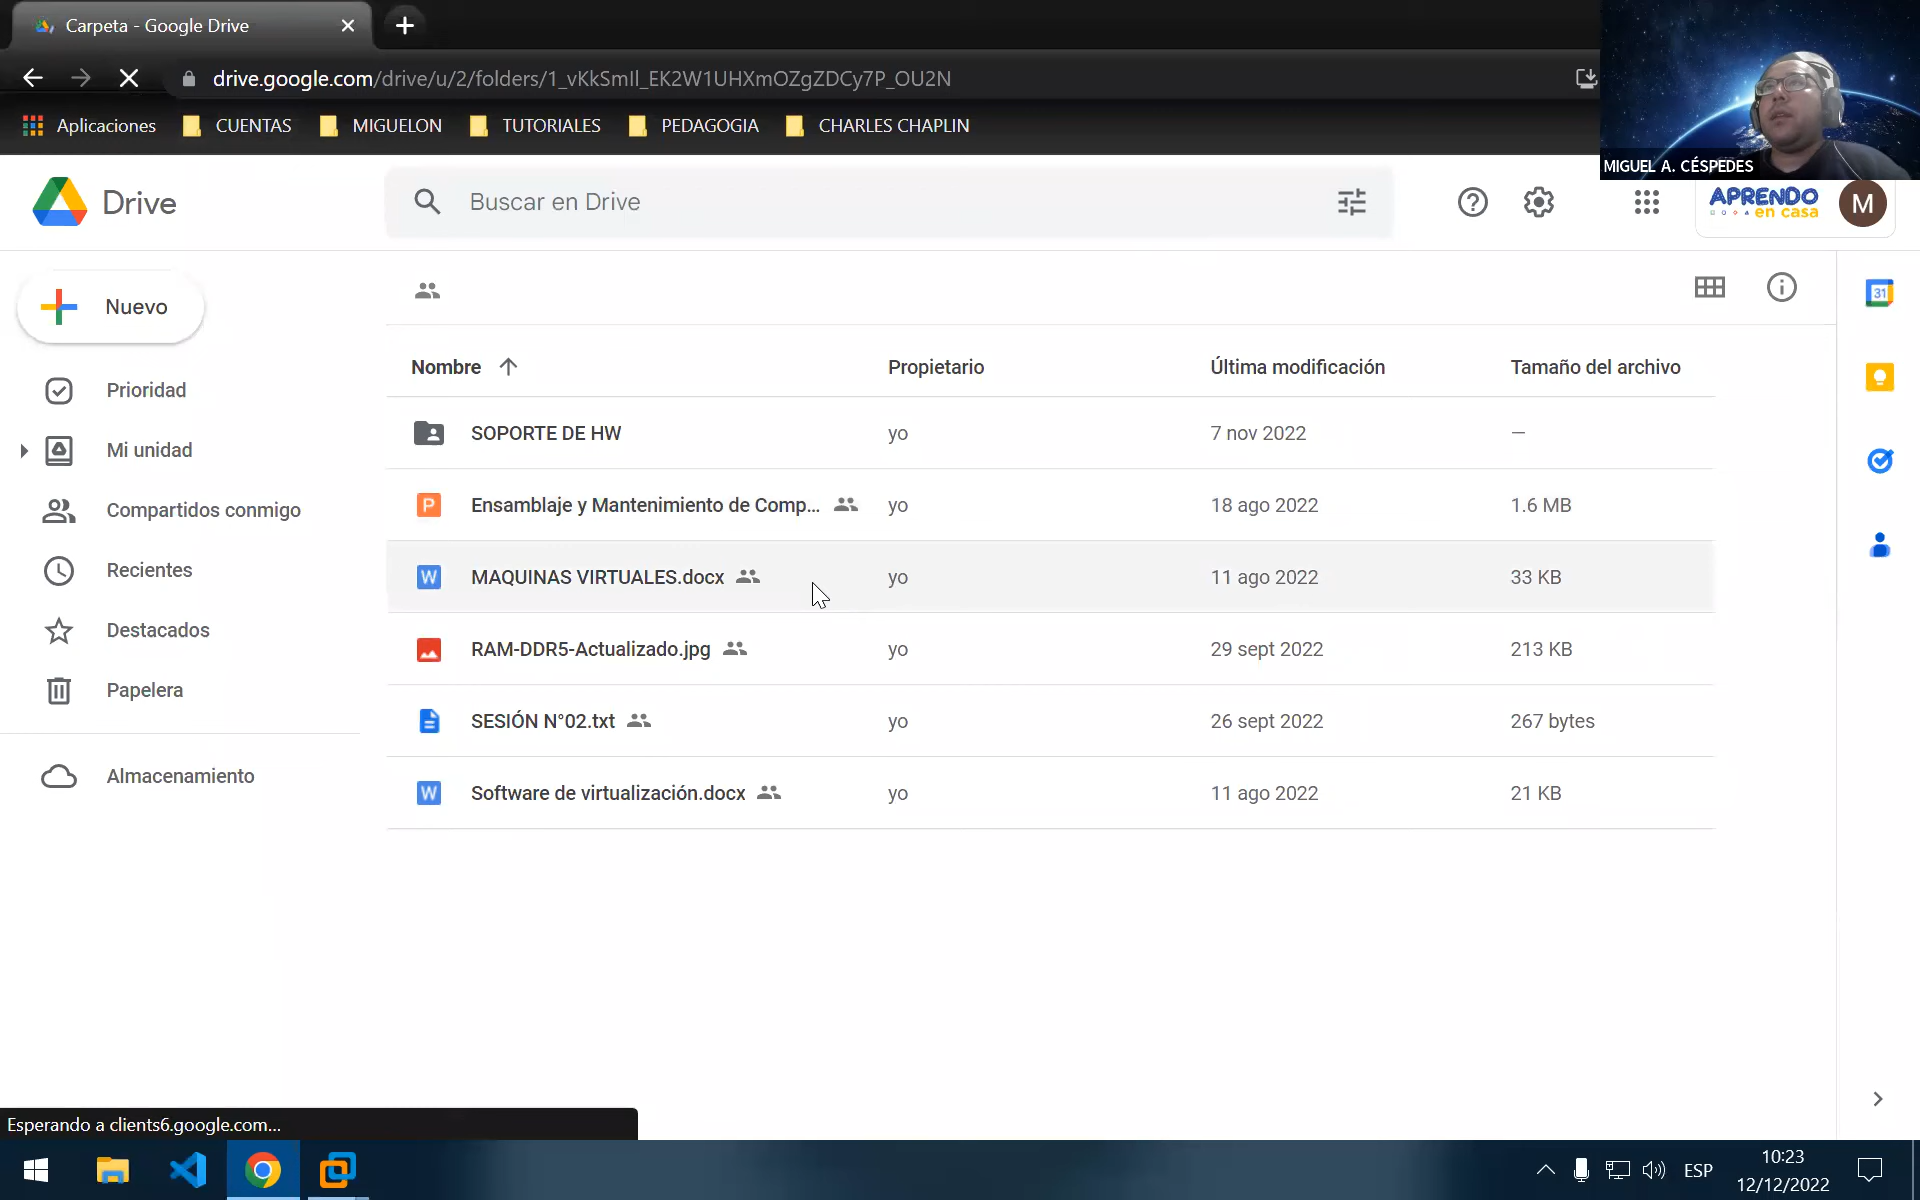 Carpeta - Google Drive
drive.google.com/drive/u/2/folders/1_vKkSmIl_EK2W1UHXmOZgZDCy7P_OU2N
Aplicaciones CUENTAS MIGUELON TUTORIALES PEDAGOGIA CHARLES CHAPLIN
MIGUEL A. CÉSPEDES
Drive
Buscar en Drive
APRENDO
en casa
M
Nuevo
Prioridad
Mi unidad
Compartidos conmigo
Recientes
Destacados
Papelera
Almacenamiento
Nombre Propietario Última modificación Tamaño del archivo
SOPORTE DE HW yo 7 nov 2022 —
P Ensamblaje y Mantenimiento de Comp... yo 18 ago 2022 1.6 MB
W MAQUINAS VIRTUALES.docx yo 11 ago 2022 33 KB
RAM-DDR5-Actualizado.jpg yo 29 sept 2022 213 KB
SESIÓN N°02.txt yo 26 sept 2022 267 bytes
W Software de virtualización.docx yo 11 ago 2022 21 KB
31
Esperando a clients6.google.com...
ESP
10:23
12/12/2022